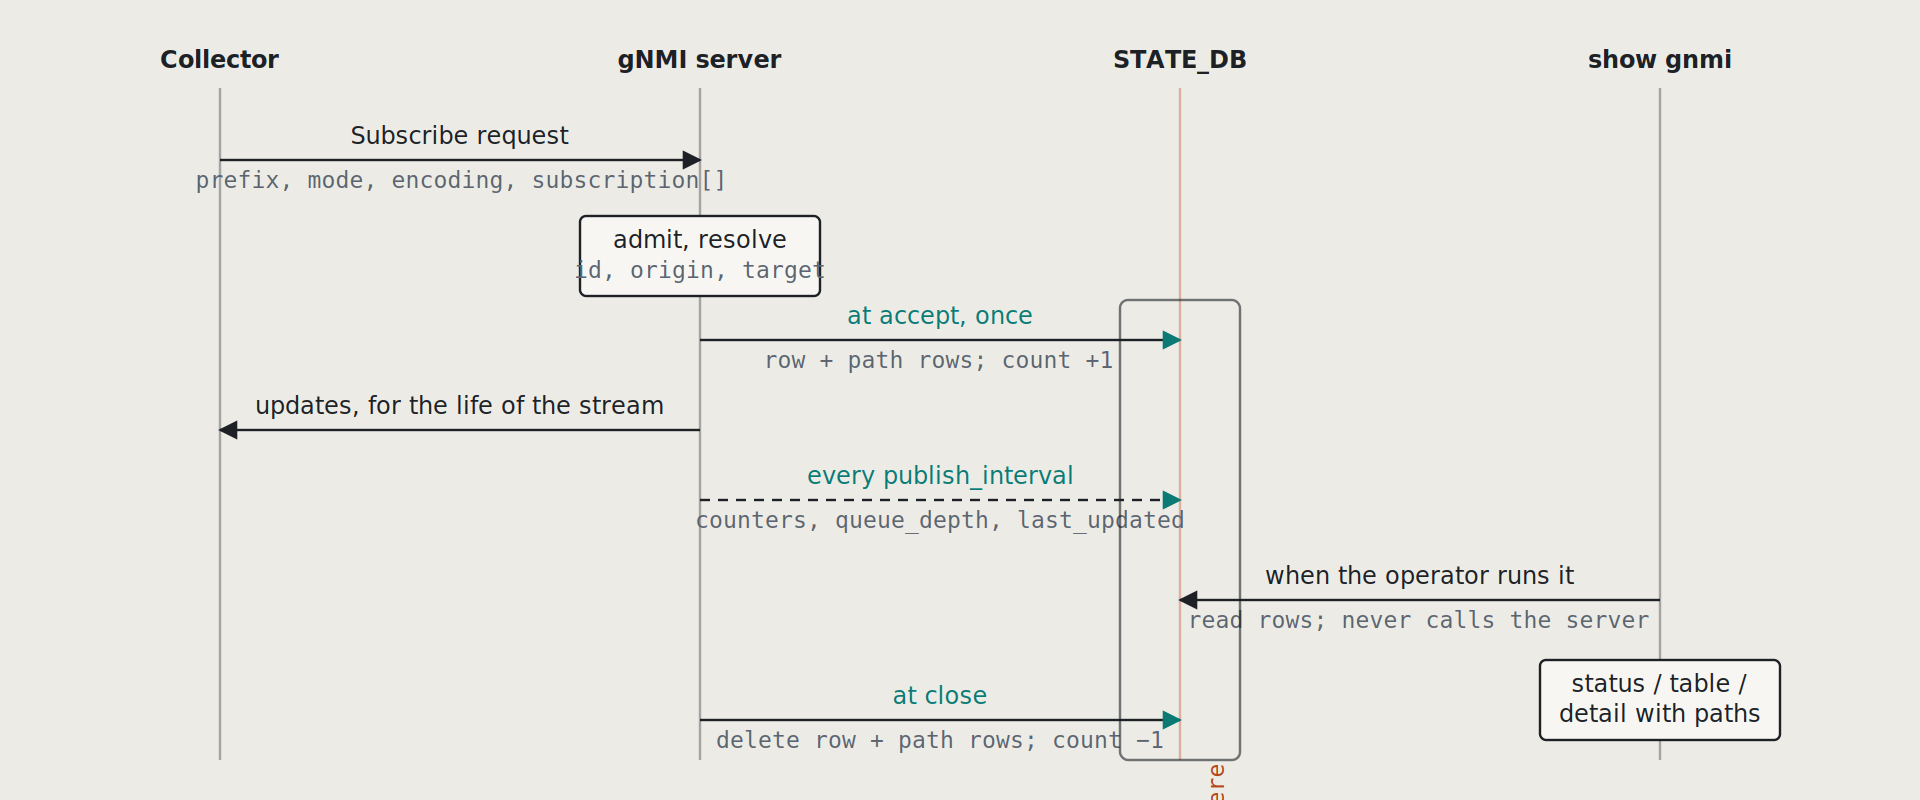 Collector
gNMI server
STATE_DB
show gnmi
Subscribe request
prefix, mode, encoding, subscription[]
admit, resolve
id, origin, target
at accept, once
row + path rows; count +1
updates, for the life of the stream
every publish_interval
counters, queue_depth, last_updated
when the operator runs it
read rows; never calls the server
status / table /
detail with paths
at close
delete row + path rows; count −1